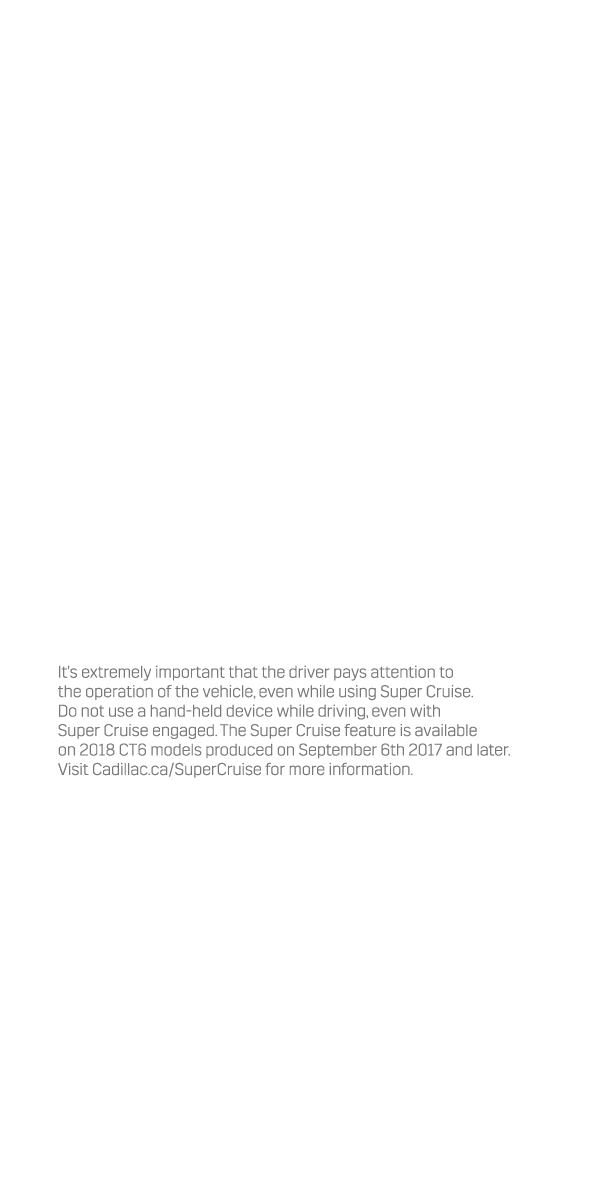 It's extremely important that the driver pays attention to
the operation of the vehicle, even while using Super Cruise.
Do not use a hand-held device while driving, even with
Super Cruise engaged. The Super Cruise feature is available
on 2018 CT6 models produced on September 6th 2017 and later.
Visit Cadillac.ca/SuperCruise for more information.